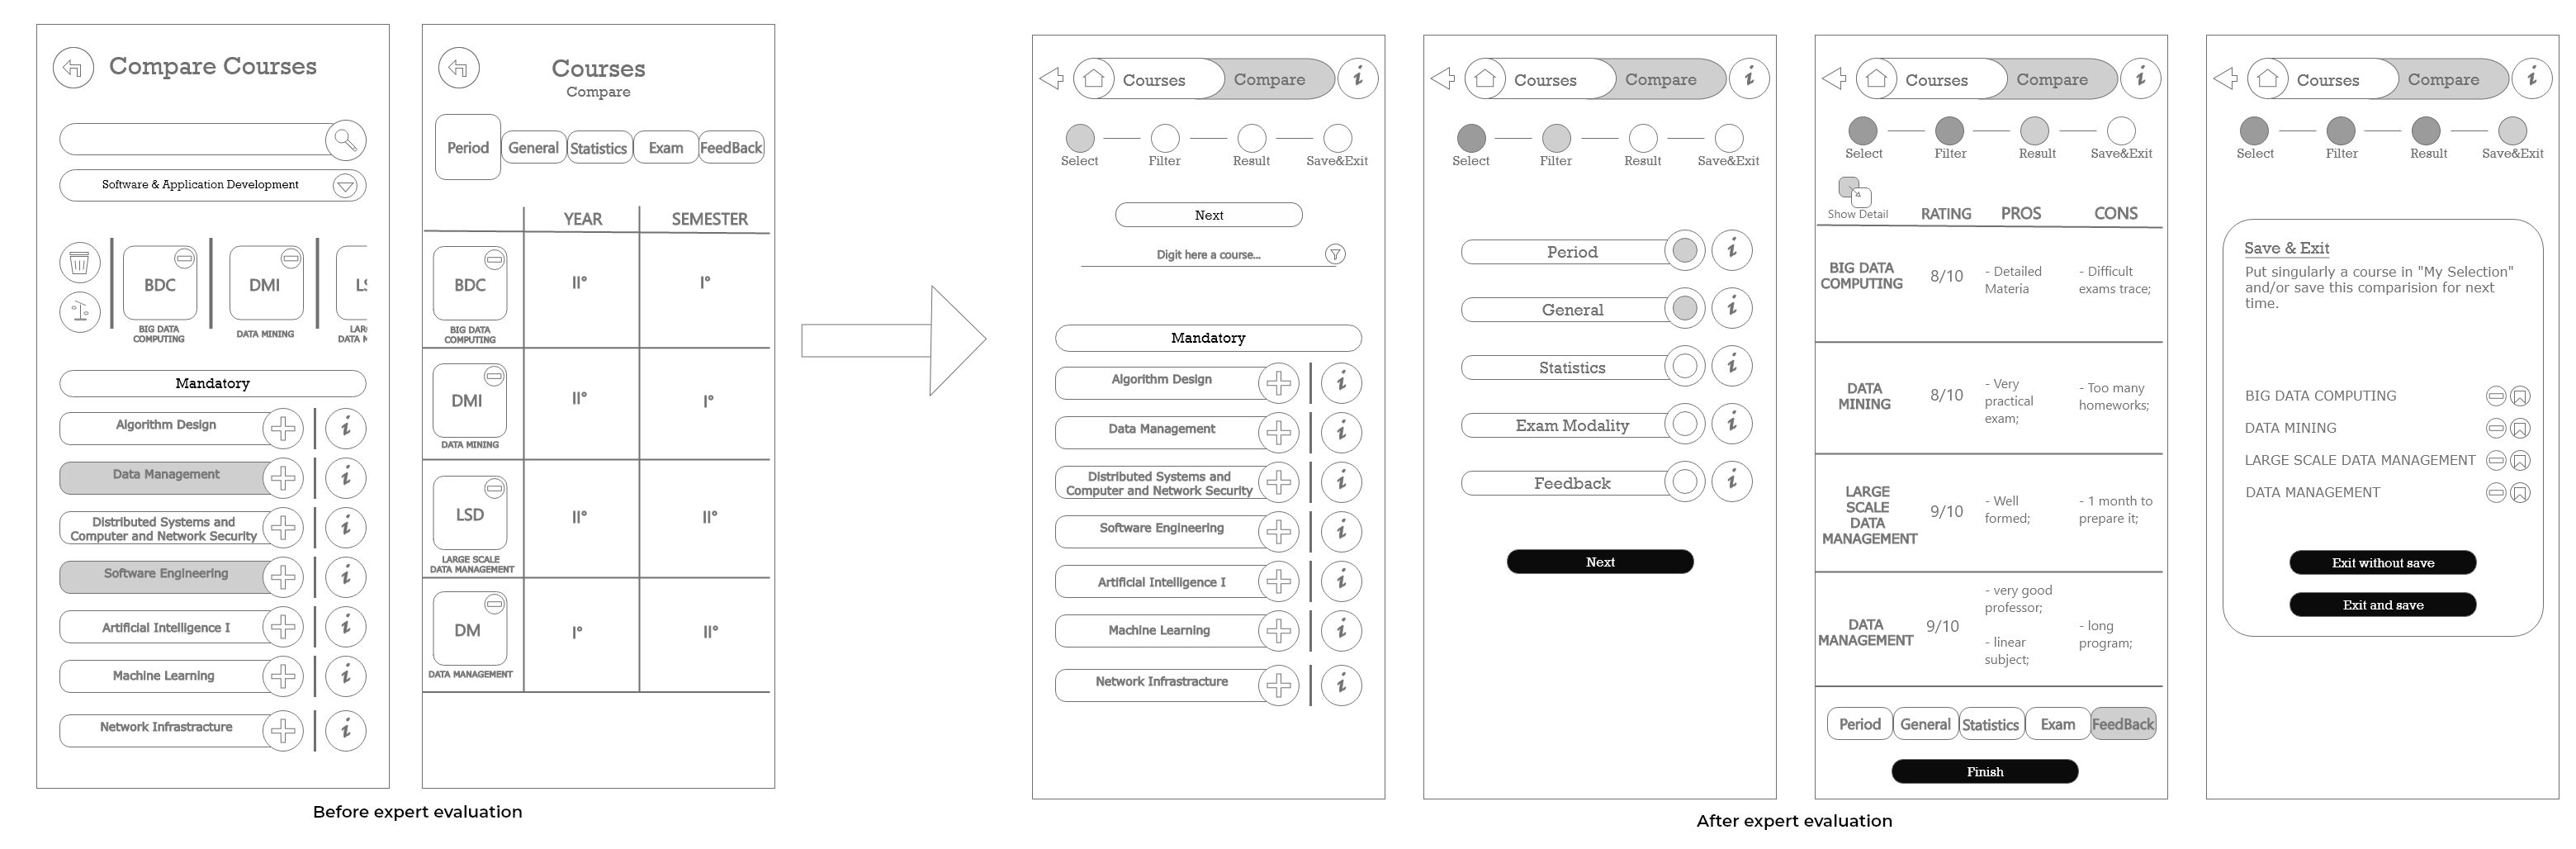 Compare Courses
Software & Application Development
BDC
DMI
BIG DATA
COMPUTING
DATA MINING
Mandatory
Algorithm Design
Data Management
Distributed Systems and
Computer and Network Security
Software Engineering
Artificial Intelligence I
Machine Learning
Network Infrastracture
Courses
Compare
Period
General
Statistics
Exam
FeedBack
YEAR
SEMESTER
BDC
BIG DATA
COMPUTING
II°
I°
DMI
DATA MINING
II°
I°
LSD
LARGE SCALE
DATA MANAGEMENT
II°
II°
DM
DATA MANAGEMENT
I°
II°
Before expert evaluation
Courses
Compare
i
Select
Filter
Result
Save&Exit
Next
Digit here a course...
Mandatory
Algorithm Design
Data Management
Distributed Systems and
Computer and Network Security
Software Engineering
Artificial Intelligence I
Machine Learning
Network Infrastracture
Courses
Compare
i
Select
Filter
Result
Save&Exit
Period
General
Statistics
Exam Modality
Feedback
Next
Courses
Compare
i
Select
Filter
Result
Save&Exit
Show Detail
RATING
PROS
CONS
BIG DATA
COMPUTING
8/10
- Detailed
Materia
- Difficult
exams trace;
DATA
MINING
8/10
- Very
practical
exam;
- Too many
homeworks;
LARGE
SCALE
DATA
MANAGEMENT
9/10
- Well
formed;
- 1 month to
prepare it;
DATA
MANAGEMENT
9/10
- very good
professor;
- linear
subject;
- long
program;
Period
General
Statistics
Exam
FeedBack
Finish
Courses
Compare
i
Select
Filter
Result
Save&Exit
Save & Exit
Put singularly a course in "My Selection"
and/or save this comparision for next
time.
BIG DATA COMPUTING
DATA MINING
LARGE SCALE DATA MANAGEMENT
DATA MANAGEMENT
Exit without save
Exit and save
After expert evaluation